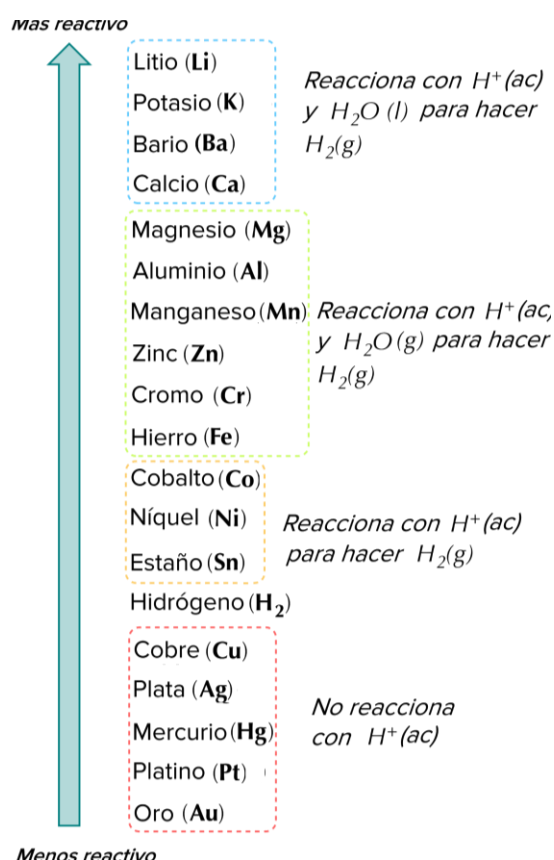 Más reactivo
Litio (Li)
Potasio (K)
Bario (Ba)
Calcio (Ca)
Reacciona con H⁺(ac)
y H₂O (l) para hacer
H₂(g)
Magnesio (Mg)
Aluminio (Al)
Manganeso (Mn)
Zinc (Zn)
Cromo (Cr)
Hierro (Fe)
Reacciona con H⁺(ac)
y H₂O (g) para hacer
H₂(g)
Cobalto (Co)
Níquel (Ni)
Estaño (Sn)
Reacciona con H⁺(ac)
para hacer H₂(g)
Hidrógeno (H₂)
Cobre (Cu)
Plata (Ag)
Mercurio (Hg)
Platino (Pt)
Oro (Au)
No reacciona
con H⁺(ac)
Menos reactivo